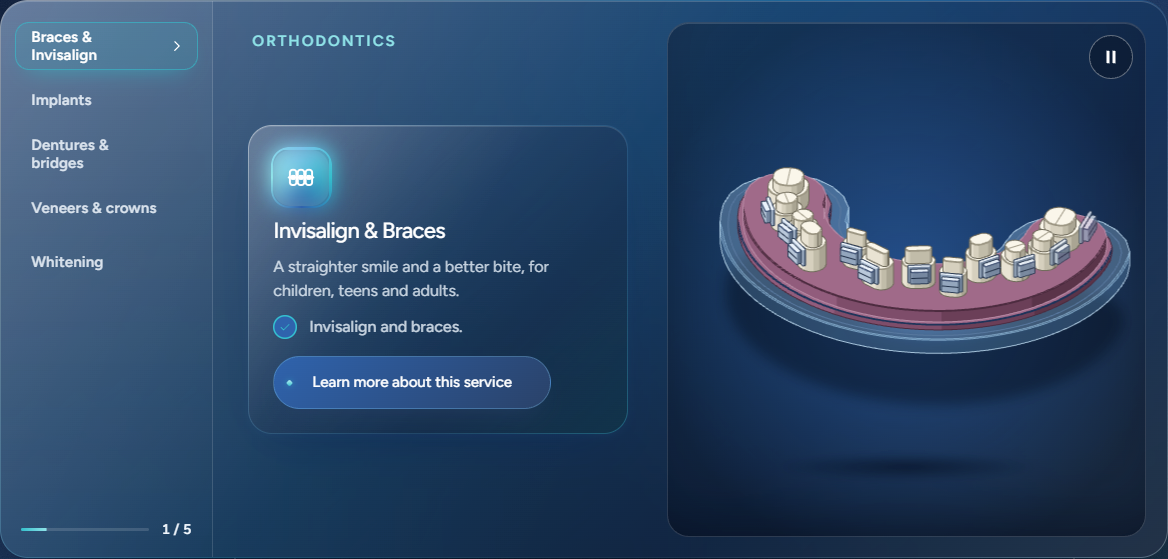 Braces &
Invisalign
Implants
Dentures &
bridges
Veneers & crowns
Whitening
1 / 5
ORTHODONTICS
Invisalign & Braces
A straighter smile and a better bite, for
children, teens and adults.
Invisalign and braces.
Learn more about this service